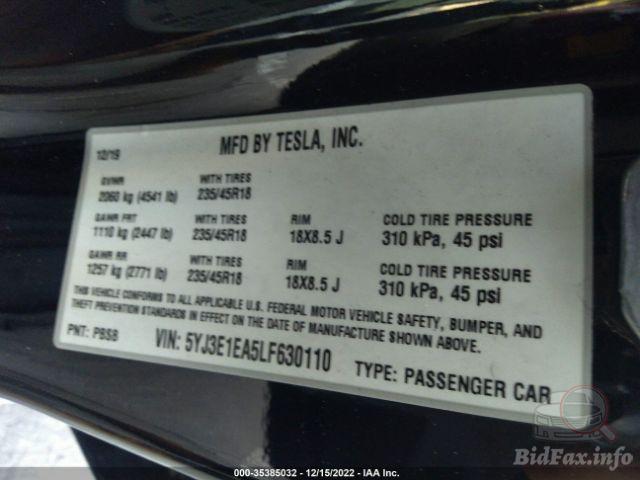 12/19 MFD BY TESLA, INC.
GVWR WITH TIRES
2060 kg (4541 lb) 235/45R18
GAWR FRT WITH TIRES RIM COLD TIRE PRESSURE
1110 kg (2447 lb) 235/45R18 18X8.5 J 310 kPa, 45 psi
GAWR RR WITH TIRES RIM COLD TIRE PRESSURE
1257 kg (2771 lb) 235/45R18 18X8.5 J 310 kPa, 45 psi
THIS VEHICLE CONFORMS TO ALL APPLICABLE U.S. FEDERAL MOTOR VEHICLE SAFETY, BUMPER, AND
THEFT PREVENTION STANDARDS IN EFFECT ON THE DATE OF MANUFACTURE SHOWN ABOVE.
PNT: PBSB VIN: 5YJ3E1EA5LF630110 TYPE: PASSENGER CAR
BidFax.info
000-35385032 - 12/15/2022 - IAA Inc.